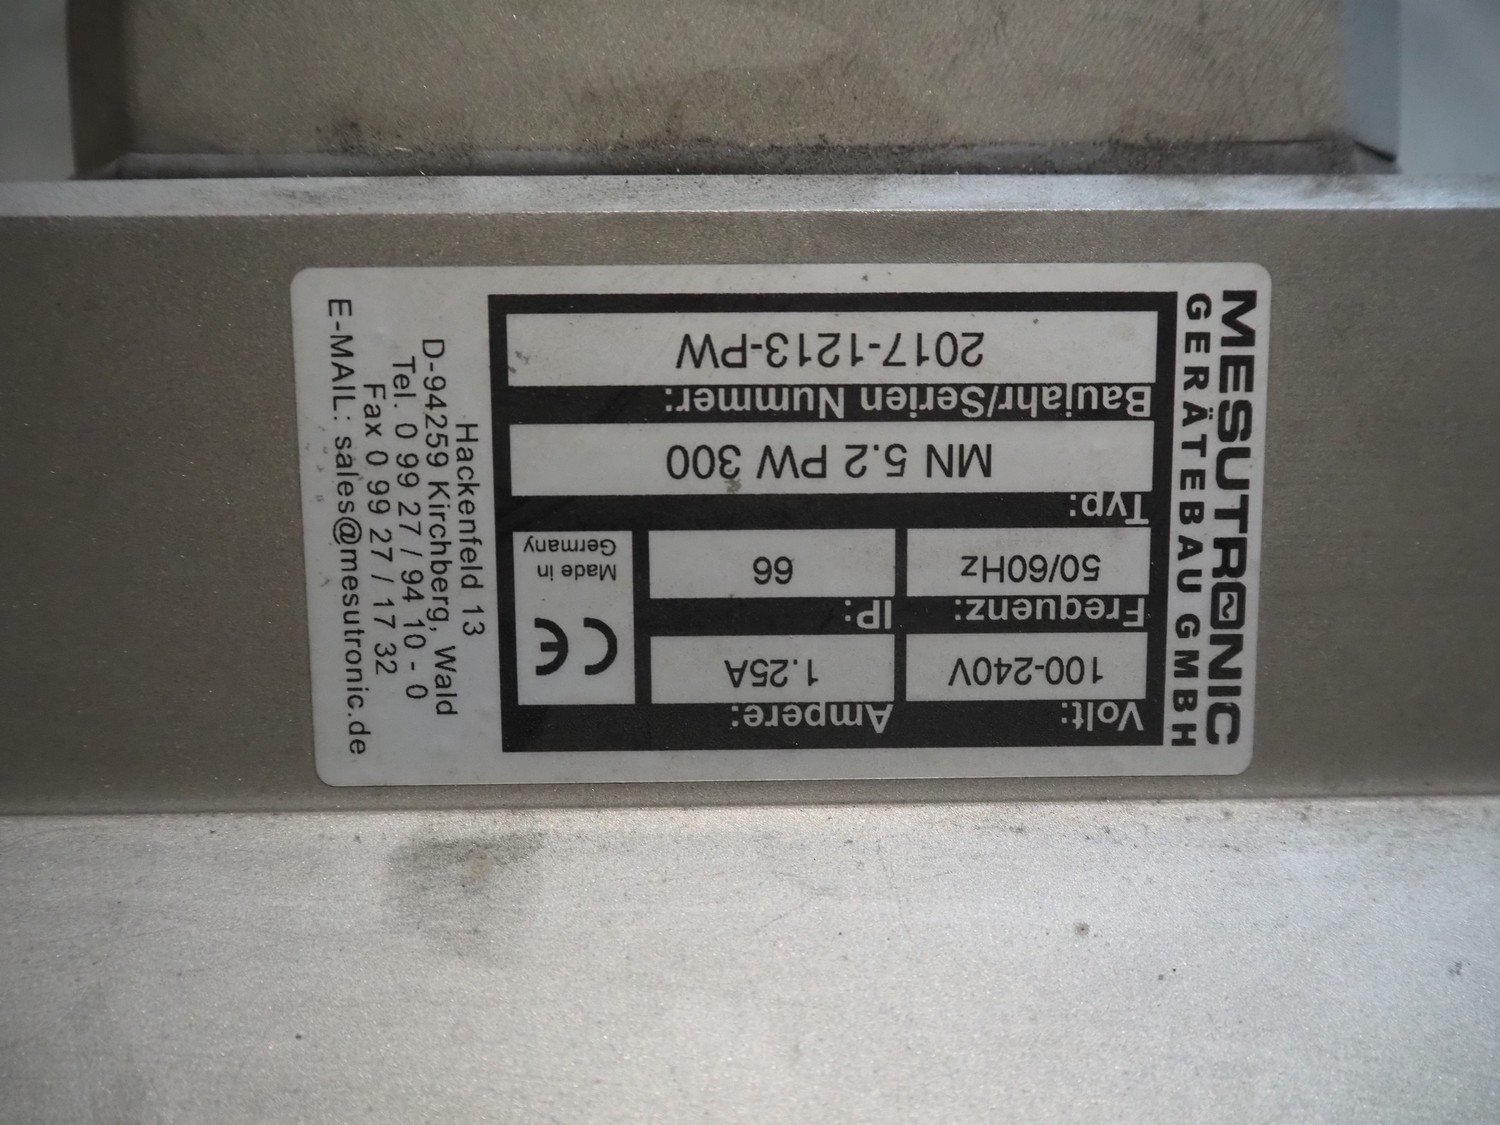 MESUTRONIC
GERÄTEBAU GMBH
Volt:
100-240V
Ampere:
1.25A
Frequenz:
50/60Hz
IP:
66
CE
Made in
Germany
Typ:
MN 5.2 PW 300
Baujahr/Serien Nummer:
2017-1213-PW
Hackenfeld 13
D-94259 Kirchberg, Wald
Tel. 0 99 27 / 94 10 - 0
Fax 0 99 27 / 17 32
E-MAIL: sales@mesutronic.de